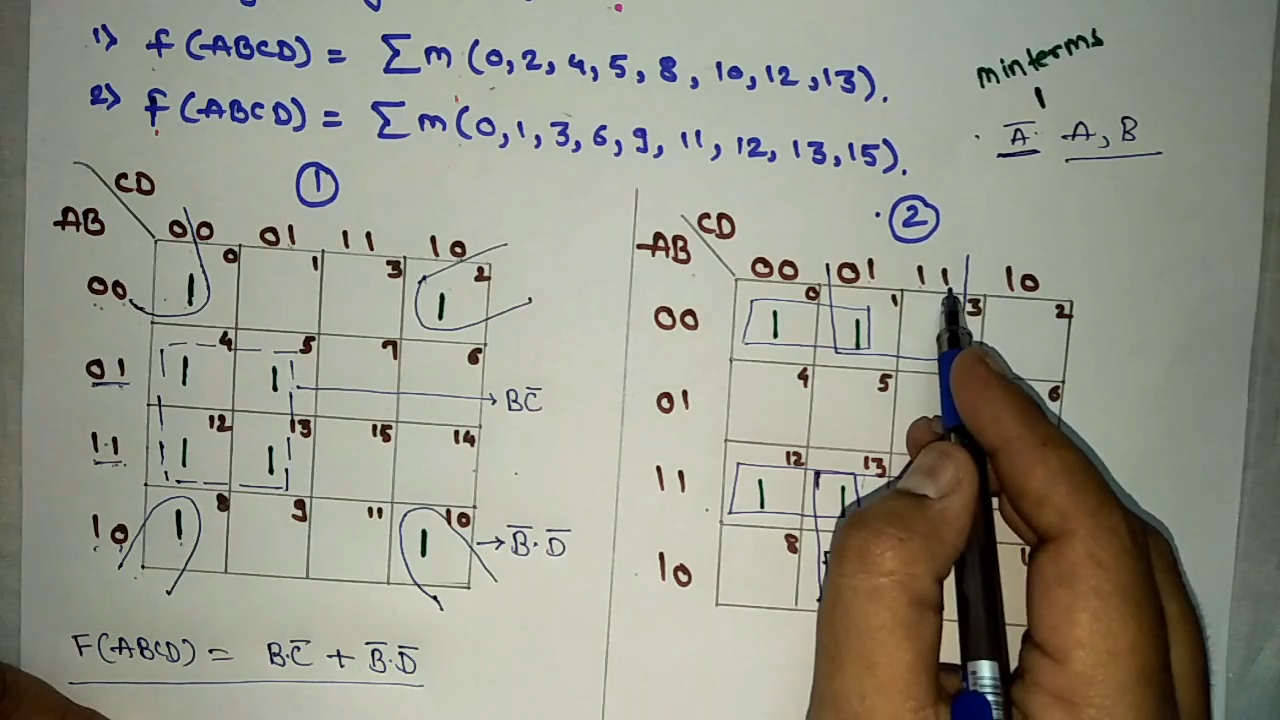 1) f(ABCD) = Σm(0,2,4,5,8,10,12,13).
2) f(ABCD) = Σm(0,1,3,6,9,11,12,13,15).
minterms
1
A̅ A, B
①
CD
AB 00 01 11 10
00 0 1 1 3 2 1
01 4 1 5 1 7 6
11 12 1 13 1 15 14
10 8 1 9 11 10 1
BC̅
B̅·D̅
F(ABCD) = B·C̅ + B̅·D̅
②
CD
AB 00 01 11 10
00 0 1 1 1 3 2
01 4 5 6
11 12 1 13 1
10 8